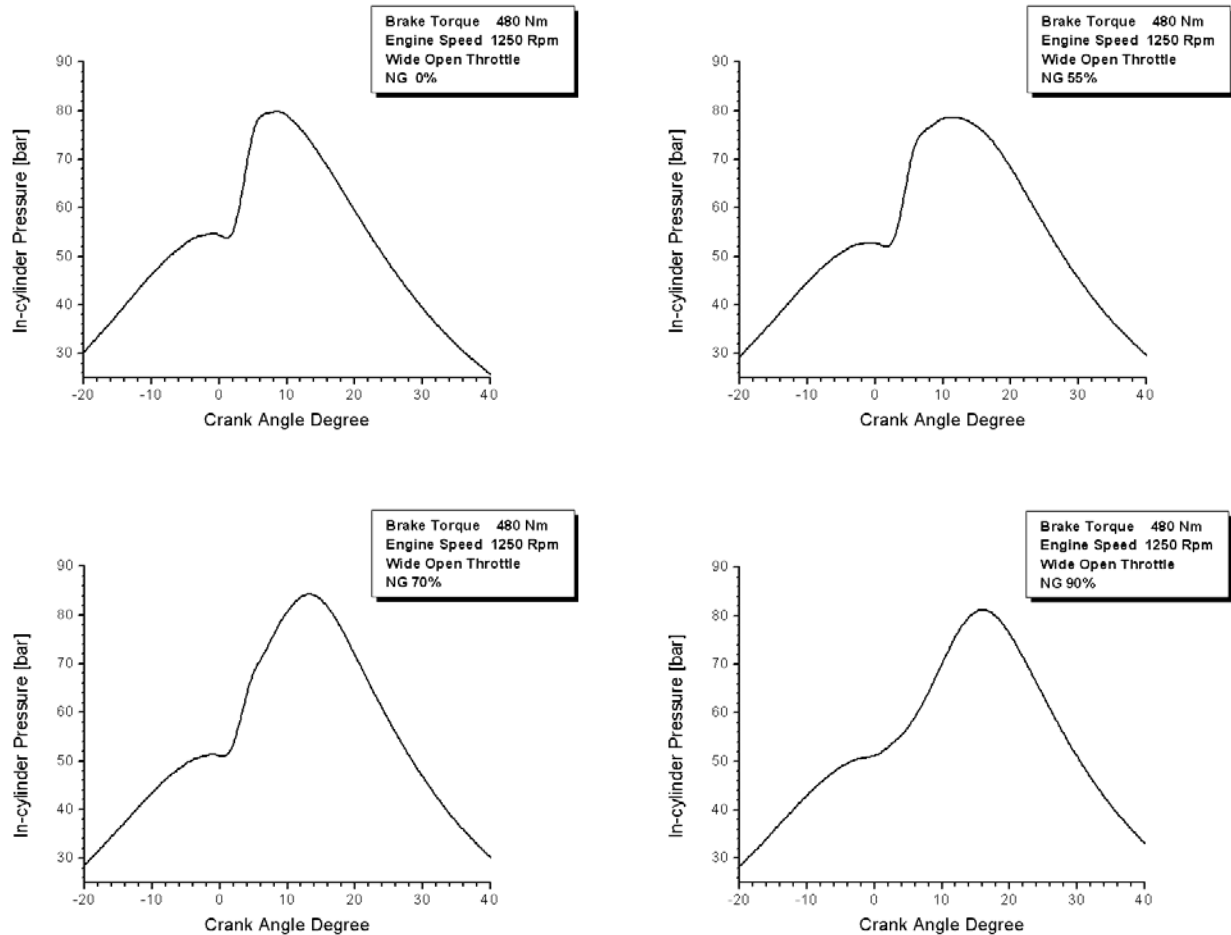 Brake Torque 480 Nm
Engine Speed 1250 Rpm
Wide Open Throttle
NG 0%
90
80
70
60
50
40
30
In-cylinder Pressure [bar]
-20 -10 0 10 20 30 40
Crank Angle Degree
Brake Torque 480 Nm
Engine Speed 1250 Rpm
Wide Open Throttle
NG 55%
90
80
70
60
50
40
30
In-cylinder Pressure [bar]
-20 -10 0 10 20 30 40
Crank Angle Degree
Brake Torque 480 Nm
Engine Speed 1250 Rpm
Wide Open Throttle
NG 70%
90
80
70
60
50
40
30
In-cylinder Pressure [bar]
-20 -10 0 10 20 30 40
Crank Angle Degree
Brake Torque 480 Nm
Engine Speed 1250 Rpm
Wide Open Throttle
NG 90%
90
80
70
60
50
40
30
In-cylinder Pressure [bar]
-20 -10 0 10 20 30 40
Crank Angle Degree